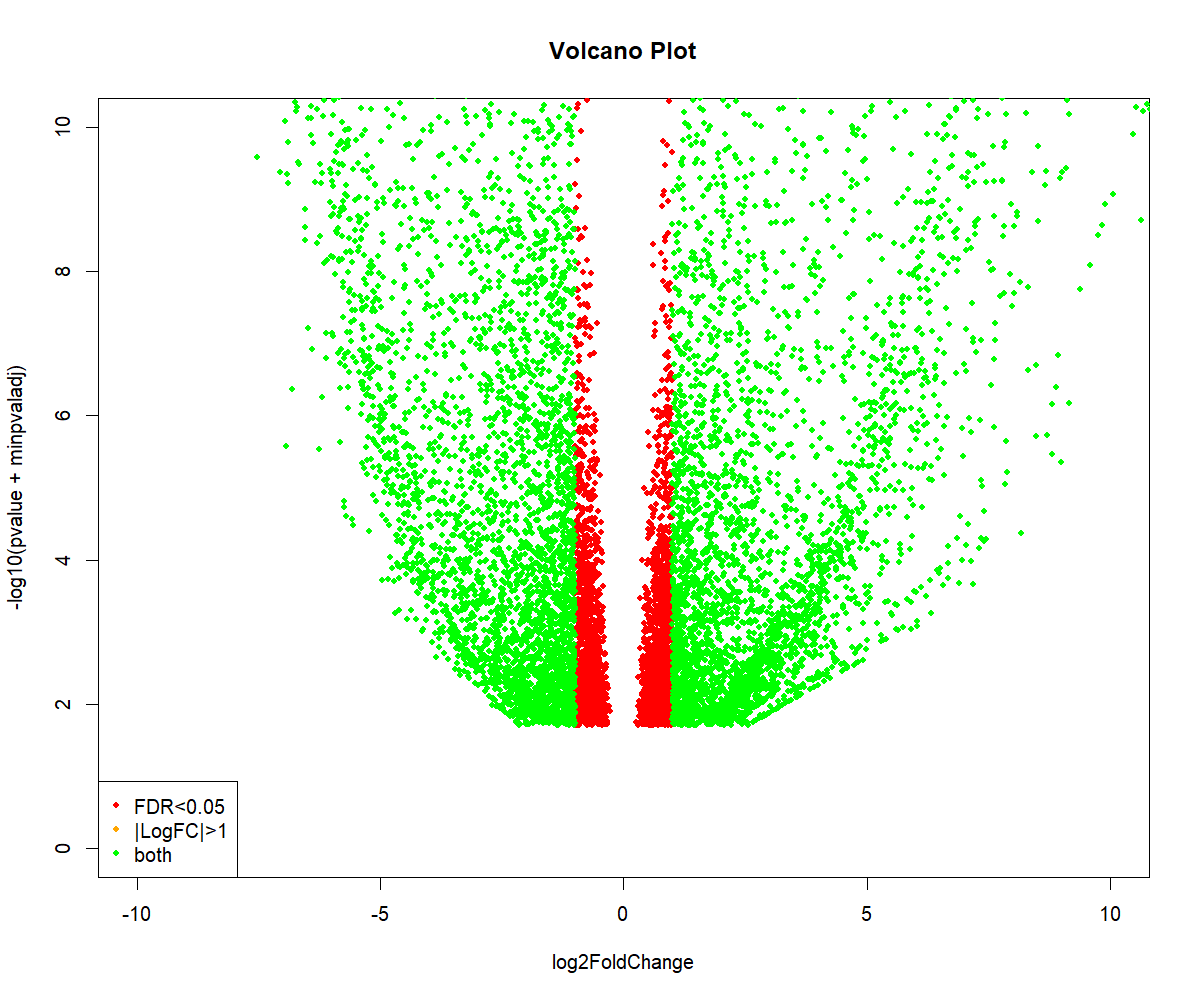 Volcano Plot
-log10(pvalue + minpvaladj)
10
8
6
4
2
0
FDR<0.05
|LogFC|>1
both
-10 -5 0 5 10
log2FoldChange